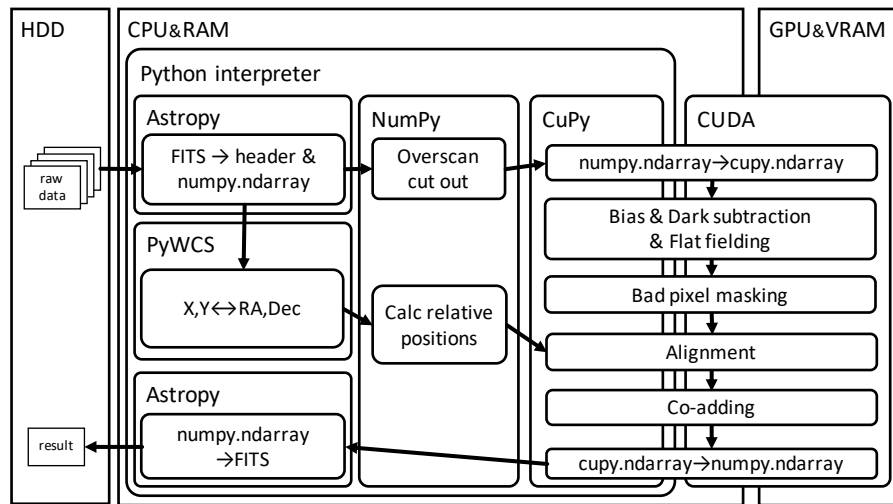 HDD
CPU&RAM
GPU&VRAM
Python interpreter
Astropy
NumPy
CuPy
CUDA
raw
data
FITS → header &
numpy.ndarray
Overscan
cut out
numpy.ndarray→cupy.ndarray
Bias & Dark subtraction
& Flat fielding
PyWCS
X,Y↔RA,Dec
Calc relative
positions
Bad pixel masking
Alignment
Co-adding
Astropy
numpy.ndarray
→FITS
result
cupy.ndarray→numpy.ndarray